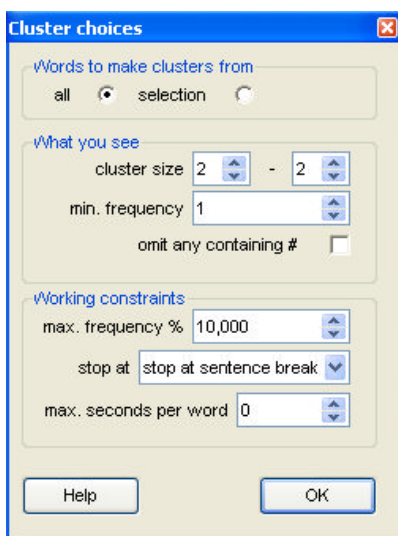 Cluster choices
Words to make clusters from
all selection
What you see
cluster size 2 - 2
min. frequency 1
omit any containing #
Working constraints
max. frequency % 10,000
stop at stop at sentence break
max. seconds per word 0
Help OK